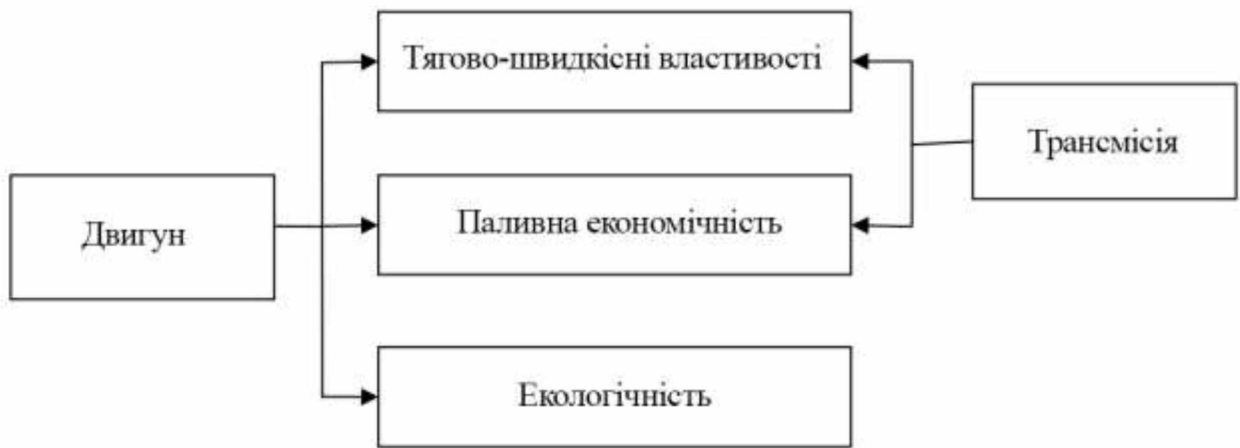 Тягово-швидкісні властивості
Трансмісія
Двигун
Паливна економічність
Екологічність